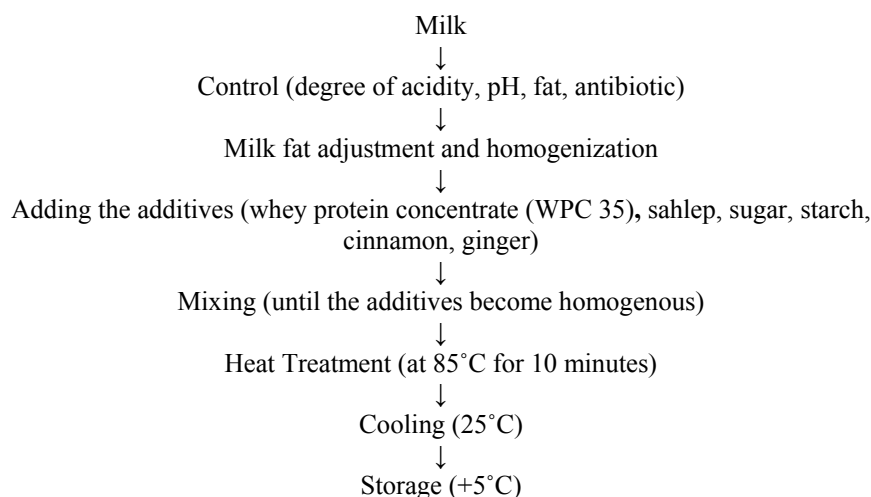 Milk
↓
Control (degree of acidity, pH, fat, antibiotic)
↓
Milk fat adjustment and homogenization
↓
Adding the additives (whey protein concentrate (WPC 35), sahlep, sugar, starch,
cinnamon, ginger)
↓
Mixing (until the additives become homogenous)
↓
Heat Treatment (at 85˚C for 10 minutes)
↓
Cooling (25˚C)
↓
Storage (+5˚C)